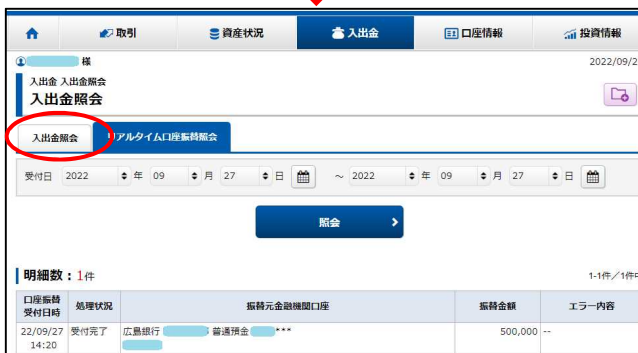 取引 資産状況 入出金 口座情報 投資情報
様 2022/09/2
入出金 入出金照会
入出金照会
入出金照会 リアルタイム口座振替照会
受付日 2022 年 09 月 27 日 ～ 2022 年 09 月 27 日
照会
明細数：1件 1-1件／1件中
口座振替受付日時 処理状況 振替元金融機関口座 振替金額 エラー内容
22/09/27 受付完了 広島銀行 普通預金 *** 500,000 --
14:20